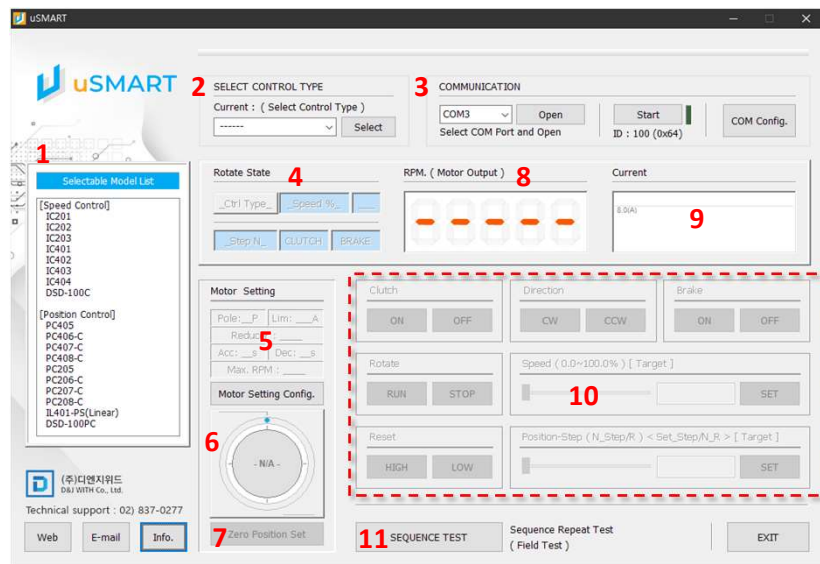 uSMART
uSMART
1
Selectable Model List
[Speed Control]
IC201
IC202
IC203
IC401
IC402
IC403
IC404
DSD-100C
[Position Control]
PC405
PC406-C
PC407-C
PC408-C
PC205
PC206-C
PC207-C
PC208-C
IL401-PS(Linear)
DSD-100PC
(주)디엔지위드
D&J WITH Co., Ltd.
Technical support : 02) 837-0277
Web E-mail Info.
2 SELECT CONTROL TYPE
Current : ( Select Control Type )
------ Select
3 COMMUNICATION
COM3 Open Start COM Config.
Select COM Port and Open ID : 100 (0x64)
Rotate State 4
_Ctrl Type_ _Speed %_ ___
_Step N_ CLUTCH BRAKE
RPM. ( Motor Output ) 8
- - - - -
Current
8.0(A)
9
Motor Setting
Pole:__P Lim: ___A
5
Acc: __s Dec: __s
Max. RPM : ____
Motor Setting Config.
6
- N/A -
7 Zero Position Set
Clutch
ON OFF
Direction
CW CCW
Brake
ON OFF
Rotate
RUN STOP
Speed ( 0.0~100.0% ) [ Target ]
10 SET
Reset
HIGH LOW
Position-Step ( N_Step/R ) < Set_Step/N_R > [ Target ]
SET
11 SEQUENCE TEST
Sequence Repeat Test
( Field Test )
EXIT